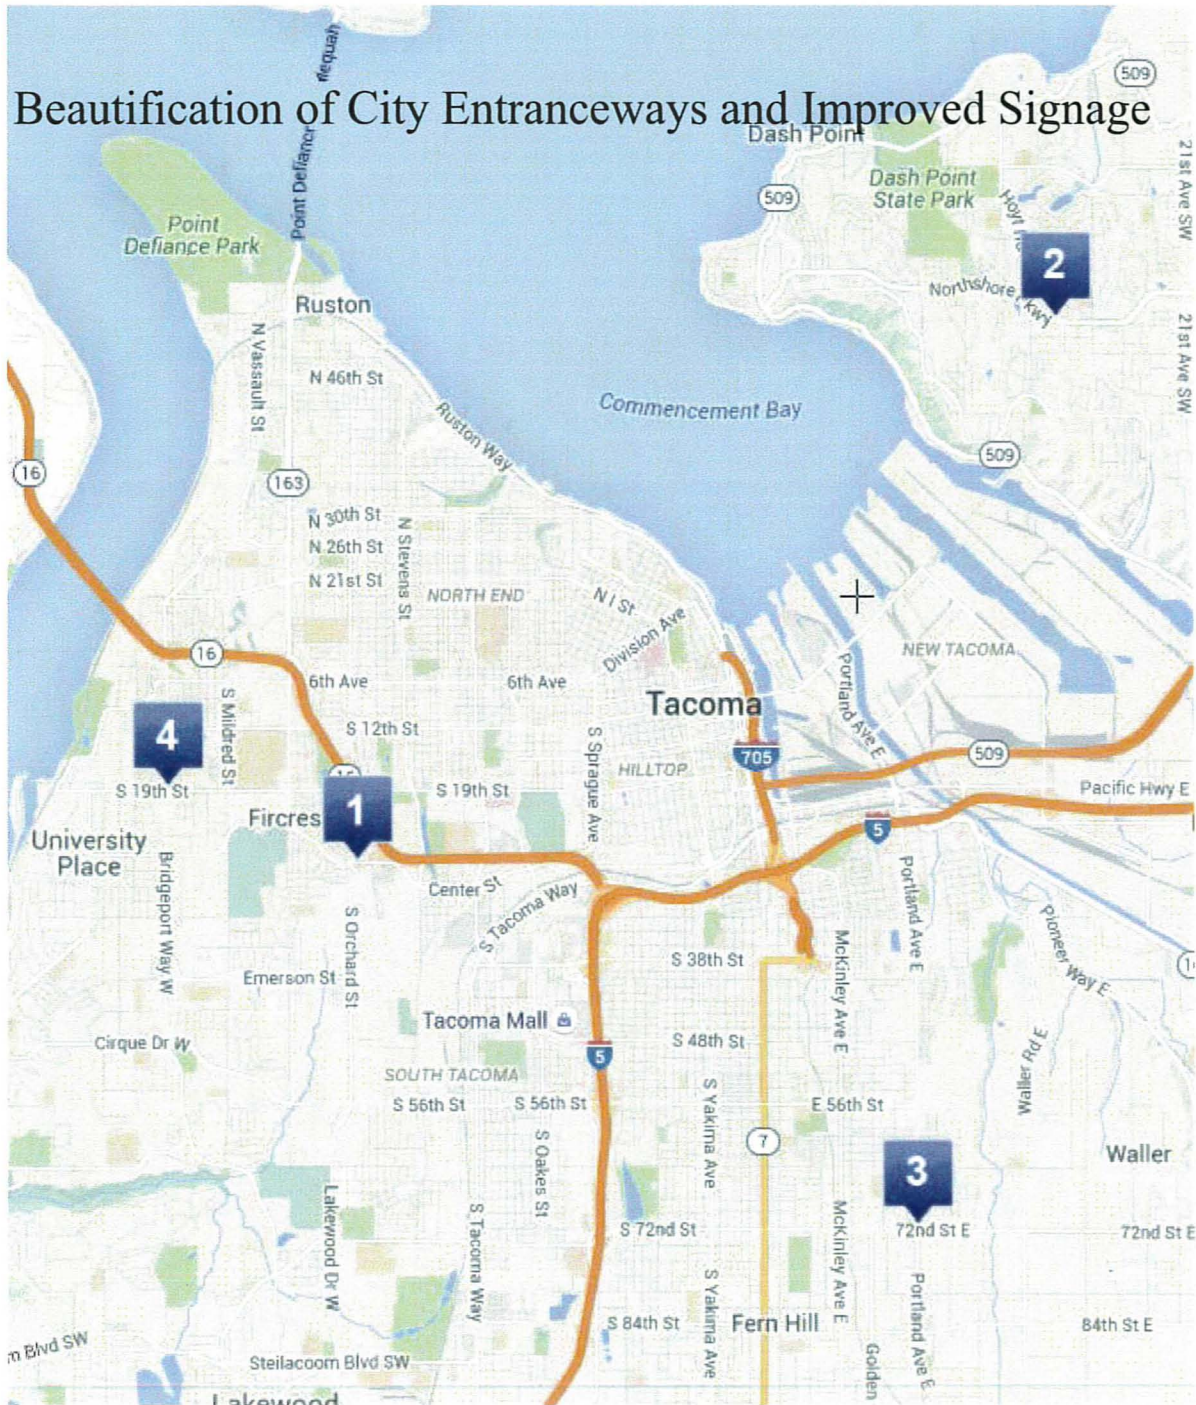 Beautification of City Entranceways and Improved Signage
509
Dash Point
Point Defiance
21st Ave SW
509
Dash Point
State Park
Point
Defiance Park
2
Northshore Pkwy
Ruston
21st Ave SW
N Vassault St
N 46th St
Commencement Bay
Ruston Way
509
16
163
N 30th St
N 26th St
N Stevens St
N 21st St
NORTH END
N I St
Division Ave
NEW TACOMA
16
6th Ave
6th Ave
Portland Ave E
Tacoma
S Mildred St
4
S 12th St
S Sprague Ave
705
509
HILLTOP
S 19th St
S 19th St
Pacific Hwy E
1
Fircres
5
University
Place
Bridgeport Way W
Center St
S Tacoma Way
Portland Ave E
S Orchard St
Pioneer Way E
S 38th St
McKinley Ave E
Emerson St
Tacoma Mall
Cirque Dr W
5
S 48th St
Waller Rd E
SOUTH TACOMA
S 56th St
S 56th St
S Yakima Ave
E 56th St
7
S Oakes St
3
Waller
Lakewood Dr W
S Tacoma Way
S 72nd St
McKinley Ave E
72nd St E
72nd St E
S Yakima Ave
Portland Ave E
S 84th St
Fern Hill
84th St E
Blvd SW
Steilacoom Blvd SW
Golden
Lakewood